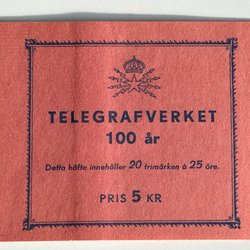 TELEGRAFVERKET
100 år
Detta häfte innehåller 20 frimärken à 25 öre.
PRIS 5 KR